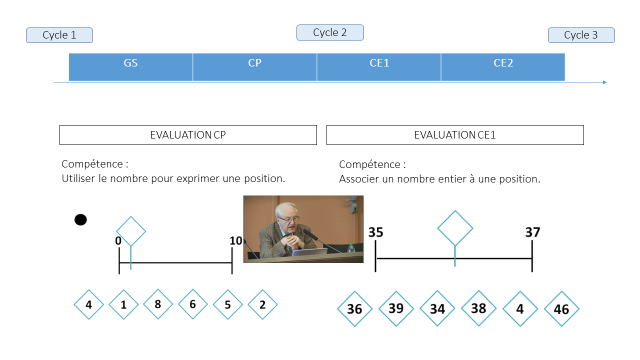 Cycle 1
Cycle 2
Cycle 3
GS
CP
CE1
CE2
EVALUATION CP
Compétence :
Utiliser le nombre pour exprimer une position.
0
10
4 1 8 6 5 2
EVALUATION CE1
Compétence :
Associer un nombre entier à une position.
35
37
36 39 34 38 4 46